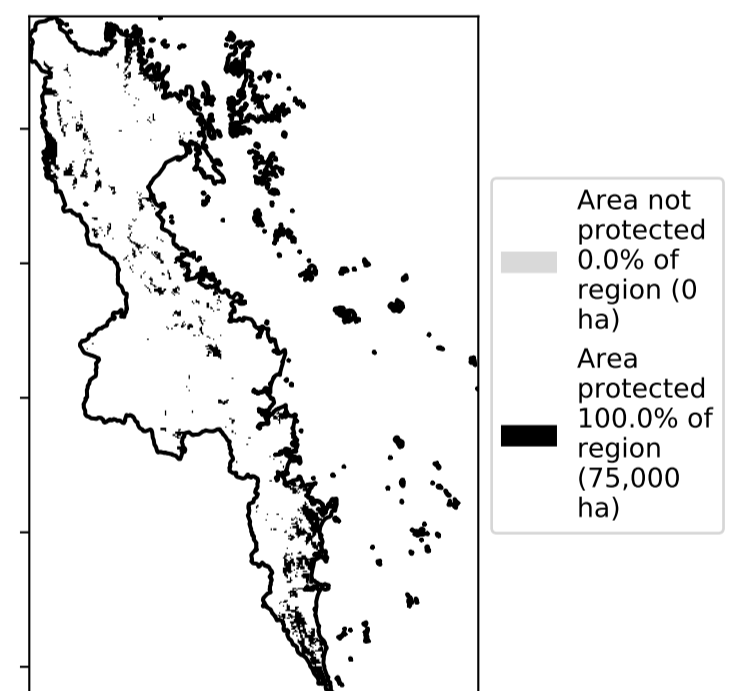 Area not
protected
0.0% of
region (0
ha)
Area
protected
100.0% of
region
(75,000
ha)